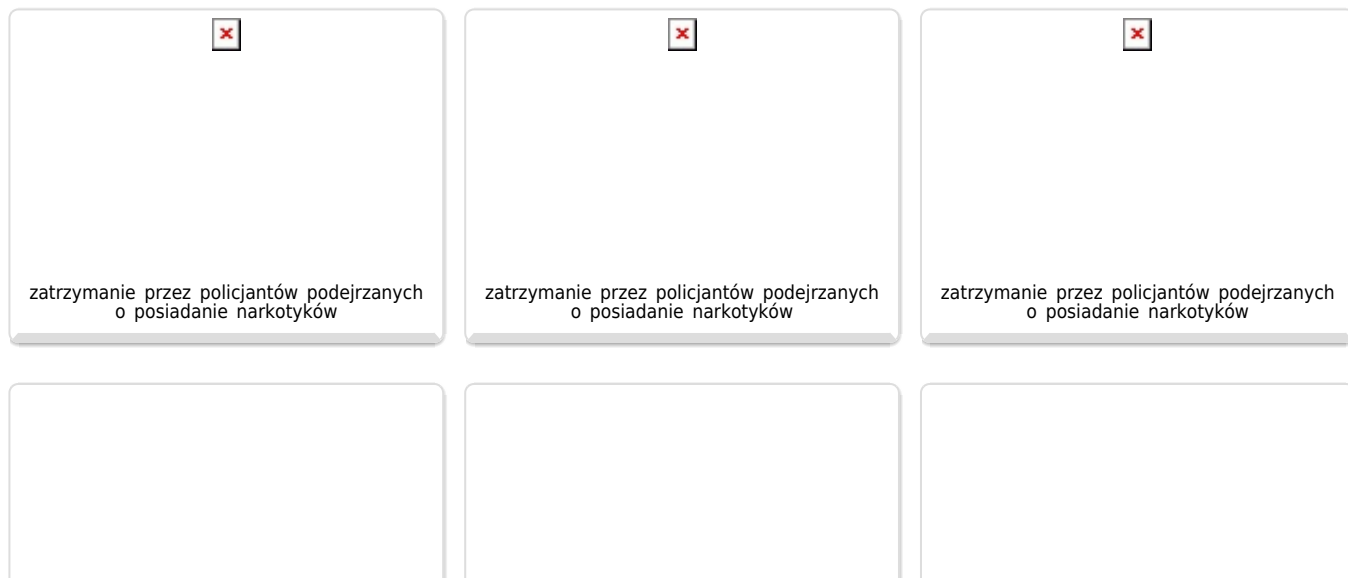 zatrzymanie przez policjantów podejrzanych
o posiadanie narkotyków
zatrzymanie przez policjantów podejrzanych
o posiadanie narkotyków
zatrzymanie przez policjantów podejrzanych
o posiadanie narkotyków